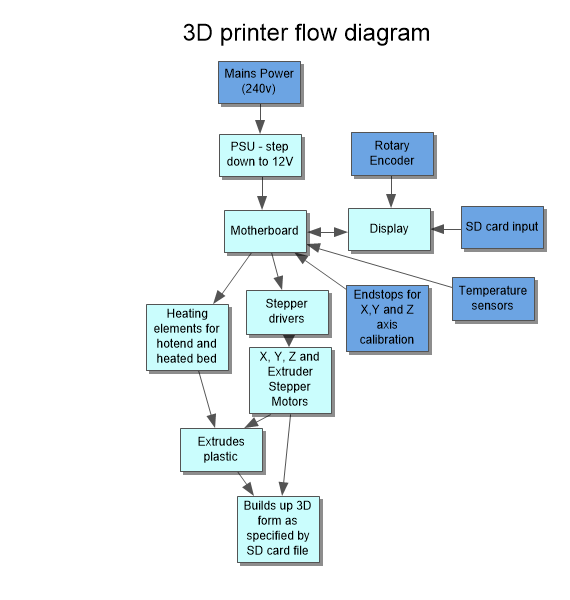 3D printer flow diagram
Mains Power
(240v)
PSU - step
down to 12V
Rotary
Encoder
Motherboard
Display
SD card input
Heating
elements for
hotend and
heated bed
Stepper
drivers
Endstops for
X,Y and Z
axis
calibration
Temperature
sensors
X, Y, Z and
Extruder
Stepper
Motors
Extrudes
plastic
Builds up 3D
form as
specified by
SD card file